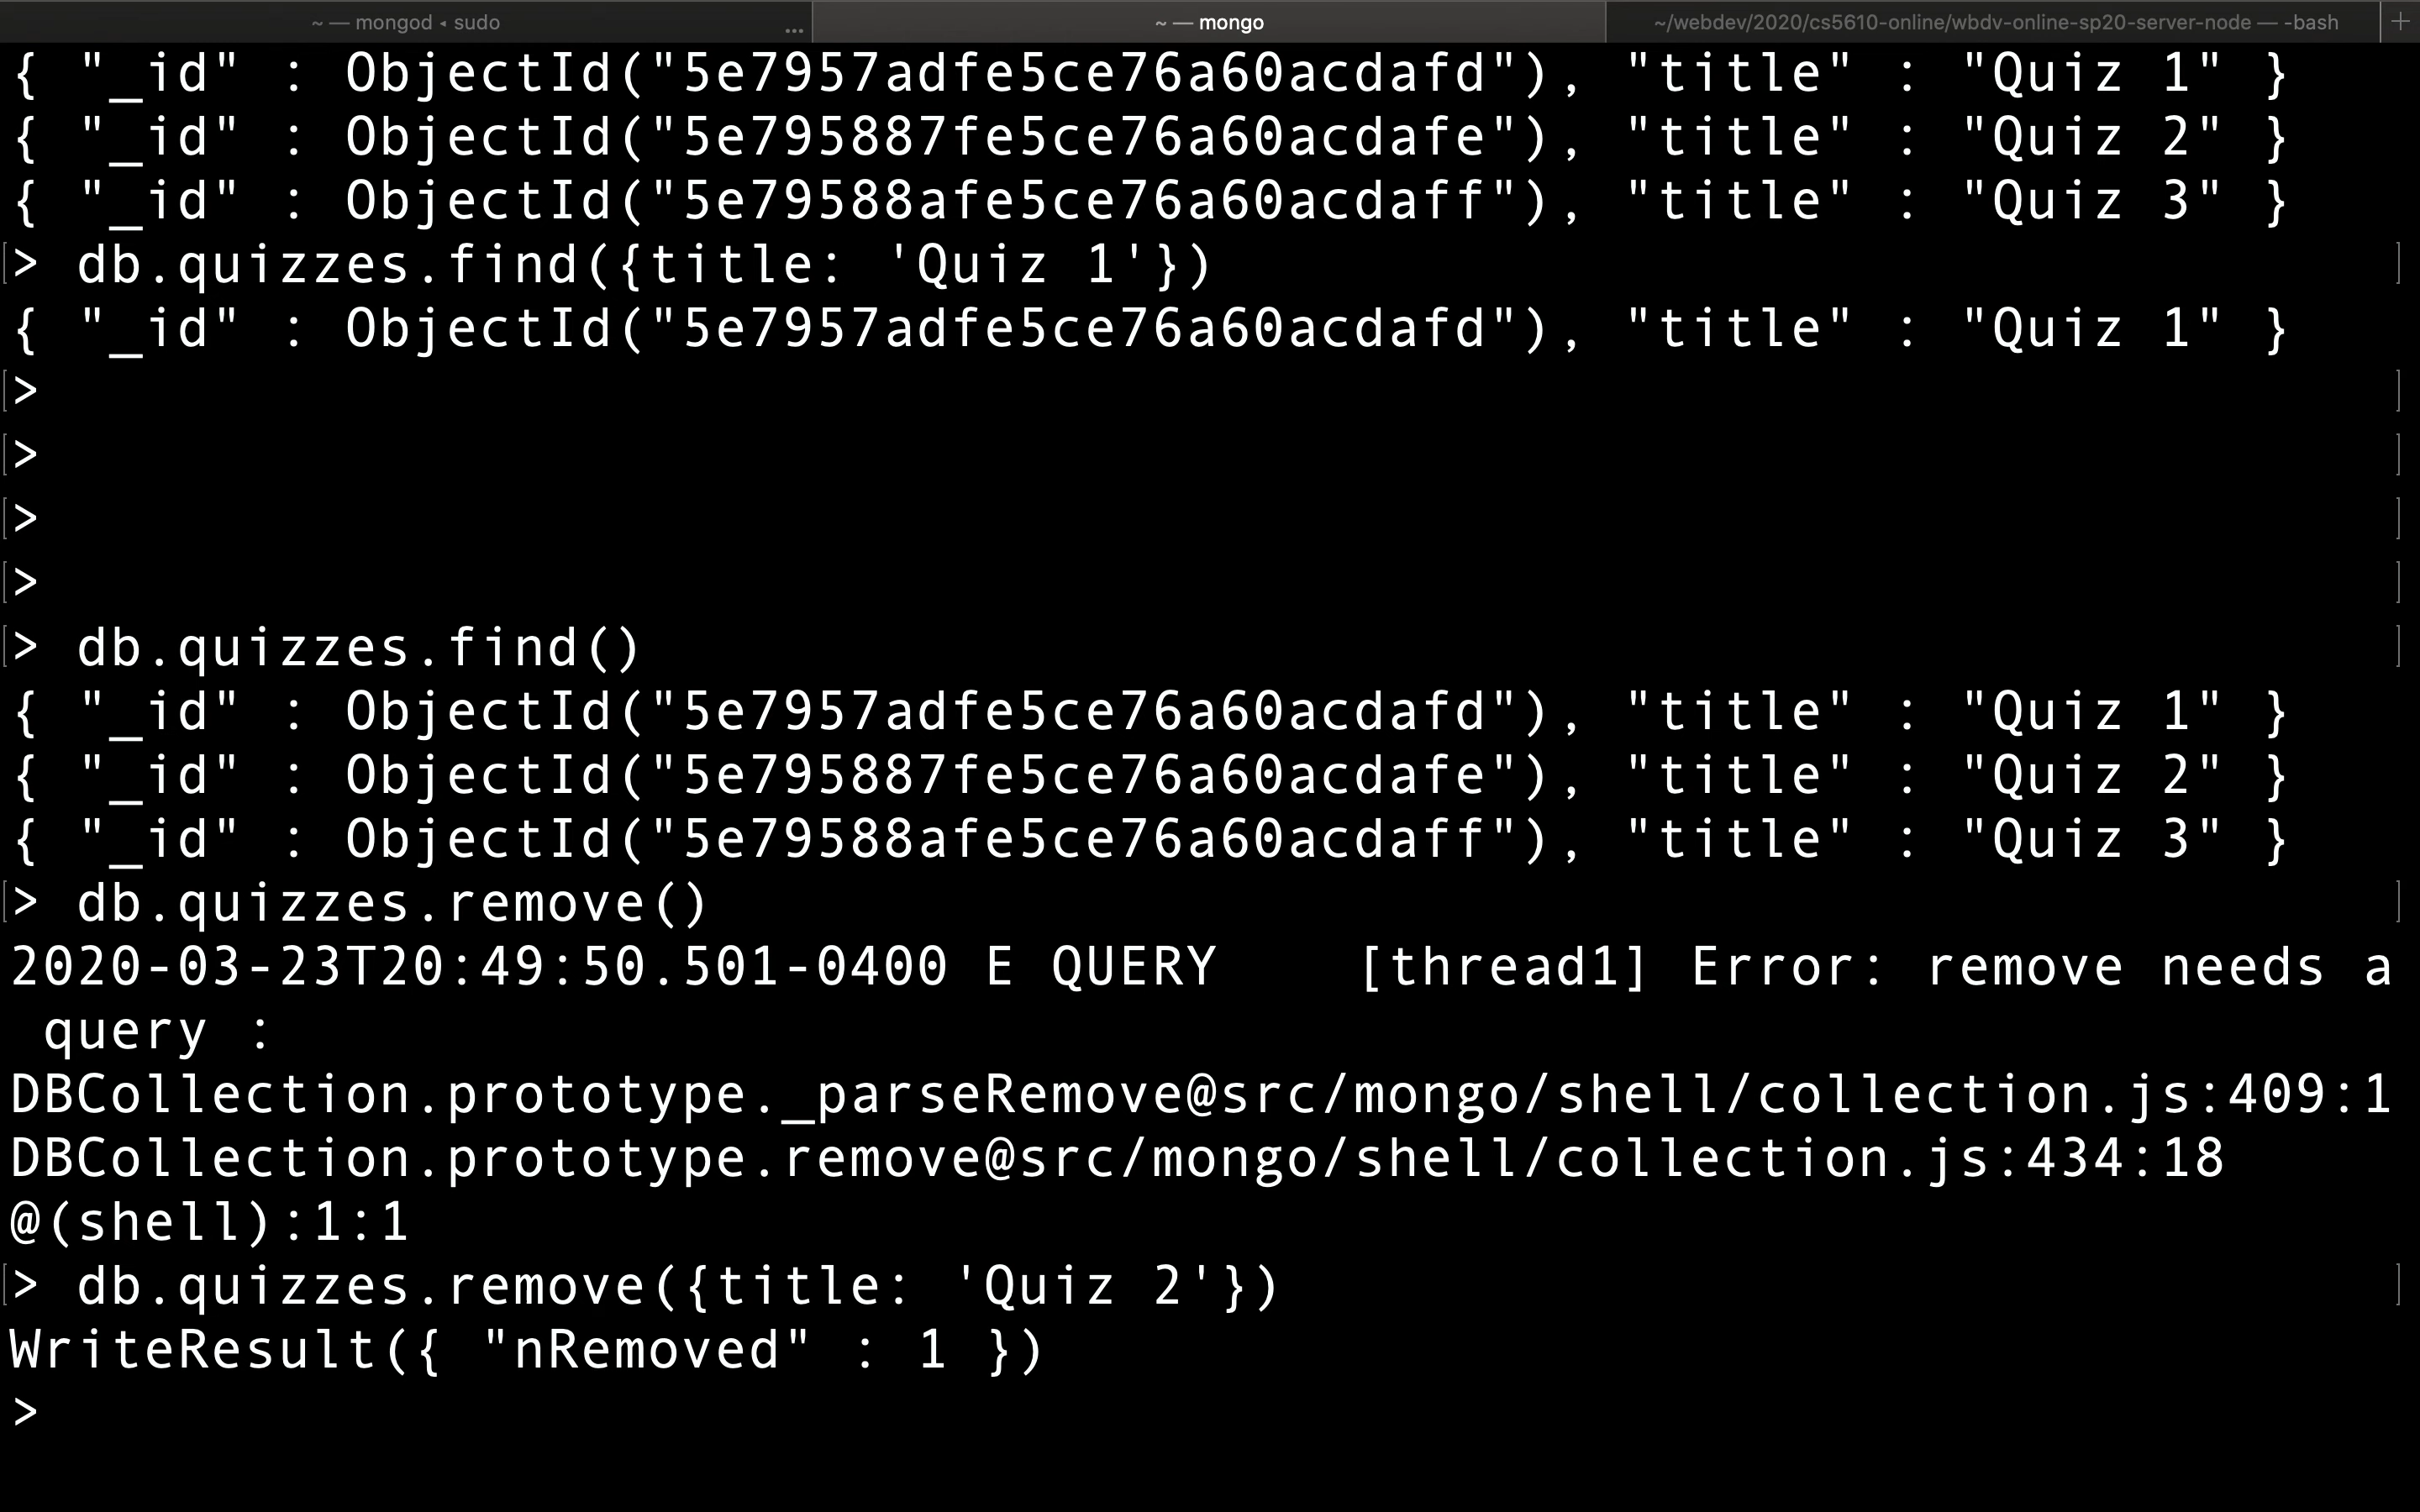 ~ — mongod ◂ sudo ... ~ — mongo ~/webdev/2020/cs5610-online/wbdv-online-sp20-server-node — -bash +
{ "_id" : ObjectId("5e7957adfe5ce76a60acdafd"), "title" : "Quiz 1" }
{ "_id" : ObjectId("5e795887fe5ce76a60acdafe"), "title" : "Quiz 2" }
{ "_id" : ObjectId("5e79588afe5ce76a60acdaff"), "title" : "Quiz 3" }
[> db.quizzes.find({title: 'Quiz 1'}) ]
{ "_id" : ObjectId("5e7957adfe5ce76a60acdafd"), "title" : "Quiz 1" }
[> ]
[> ]
[> ]
[> ]
[> db.quizzes.find() ]
{ "_id" : ObjectId("5e7957adfe5ce76a60acdafd"), "title" : "Quiz 1" }
{ "_id" : ObjectId("5e795887fe5ce76a60acdafe"), "title" : "Quiz 2" }
{ "_id" : ObjectId("5e79588afe5ce76a60acdaff"), "title" : "Quiz 3" }
[> db.quizzes.remove() ]
2020-03-23T20:49:50.501-0400 E QUERY    [thread1] Error: remove needs a
 query :
DBCollection.prototype._parseRemove@src/mongo/shell/collection.js:409:1
DBCollection.prototype.remove@src/mongo/shell/collection.js:434:18
@(shell):1:1
[> db.quizzes.remove({title: 'Quiz 2'}) ]
WriteResult({ "nRemoved" : 1 })
>